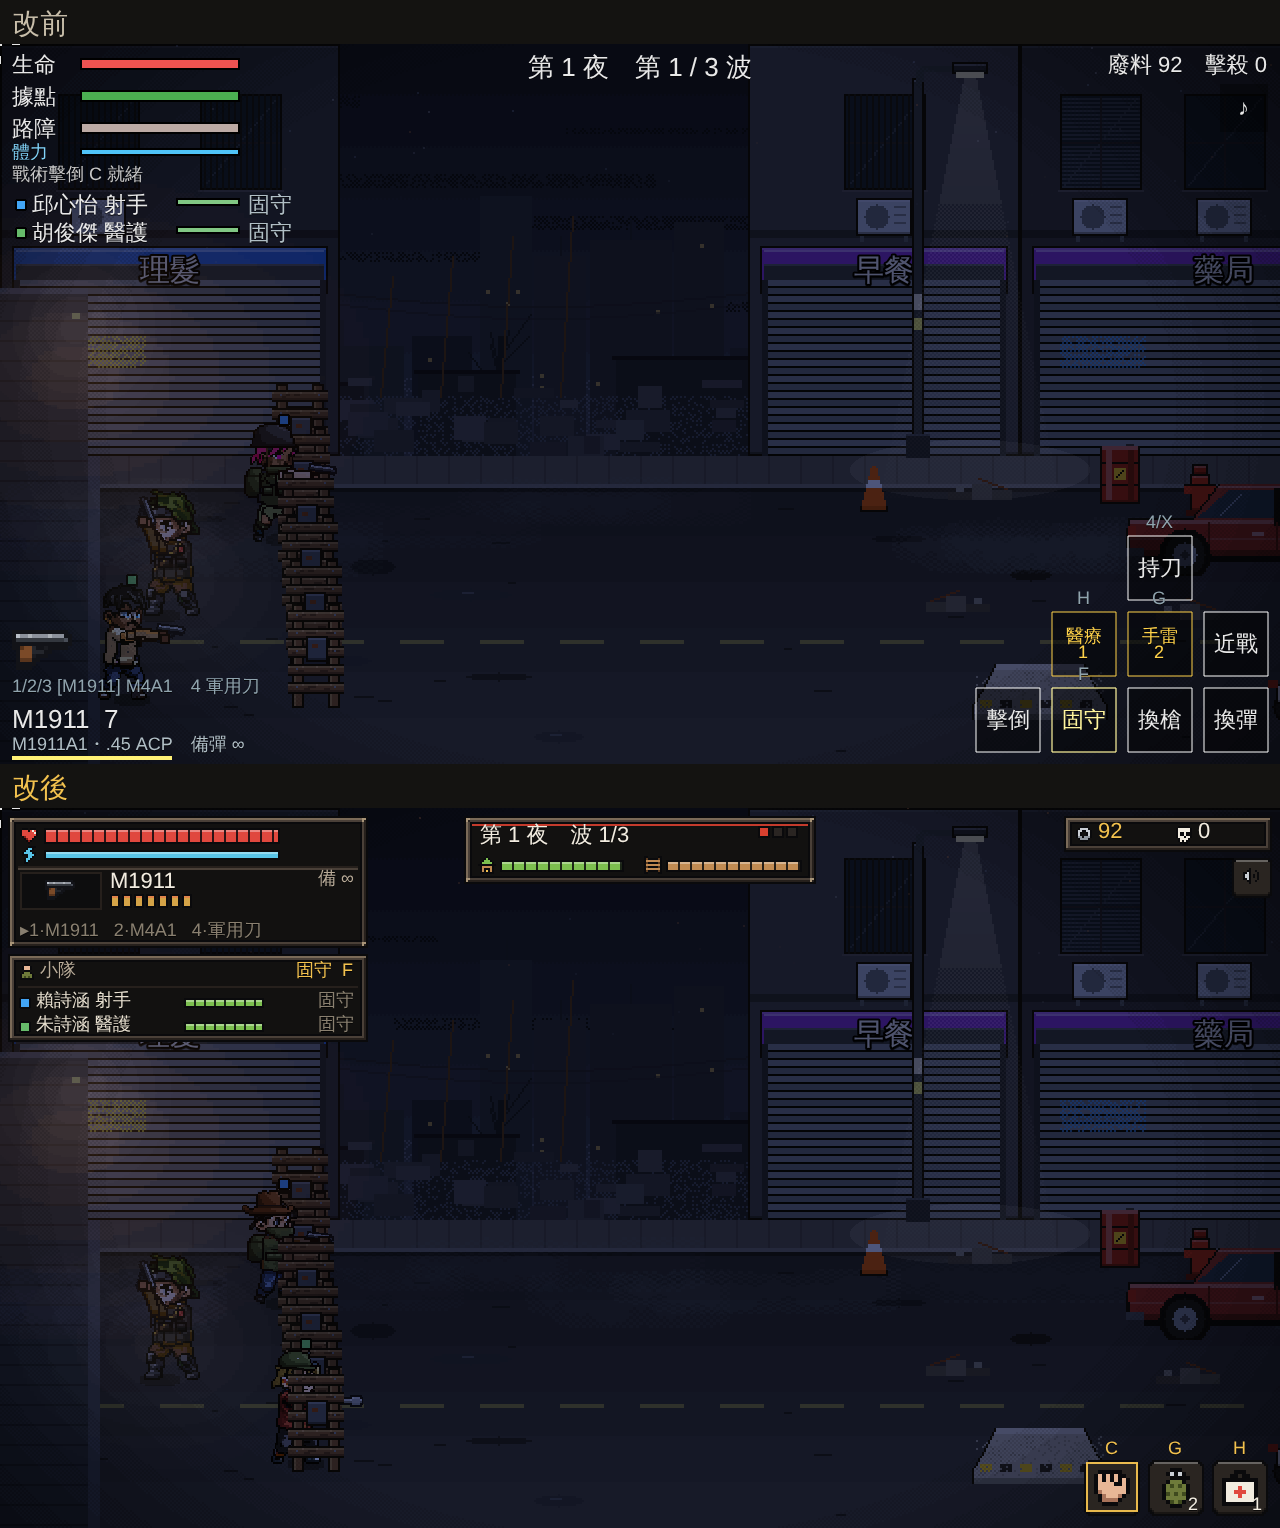 改前
生命
據點
路障
體力
戰術擊倒 C 就緒
邱心怡 射手 固守
胡俊傑 醫護 固守
第 1 夜 第 1 / 3 波
廢料 92 擊殺 0
♪
理髮
早餐
藥局
4/X
持刀
H
G
醫療
1
手雷
2
近戰
F
擊倒
固守
換槍
換彈
1/2/3 [M1911] M4A1 4 軍用刀
M1911 7
M1911A1 · .45 ACP 備彈 ∞
改後
第 1 夜 波 1/3
92
0
M1911
備 ∞
▸1·M1911 2·M4A1 4·軍用刀
小隊 固守 F
賴詩涵 射手 固守
朱詩涵 醫護 固守
早餐
藥局
C
G
H
2
1